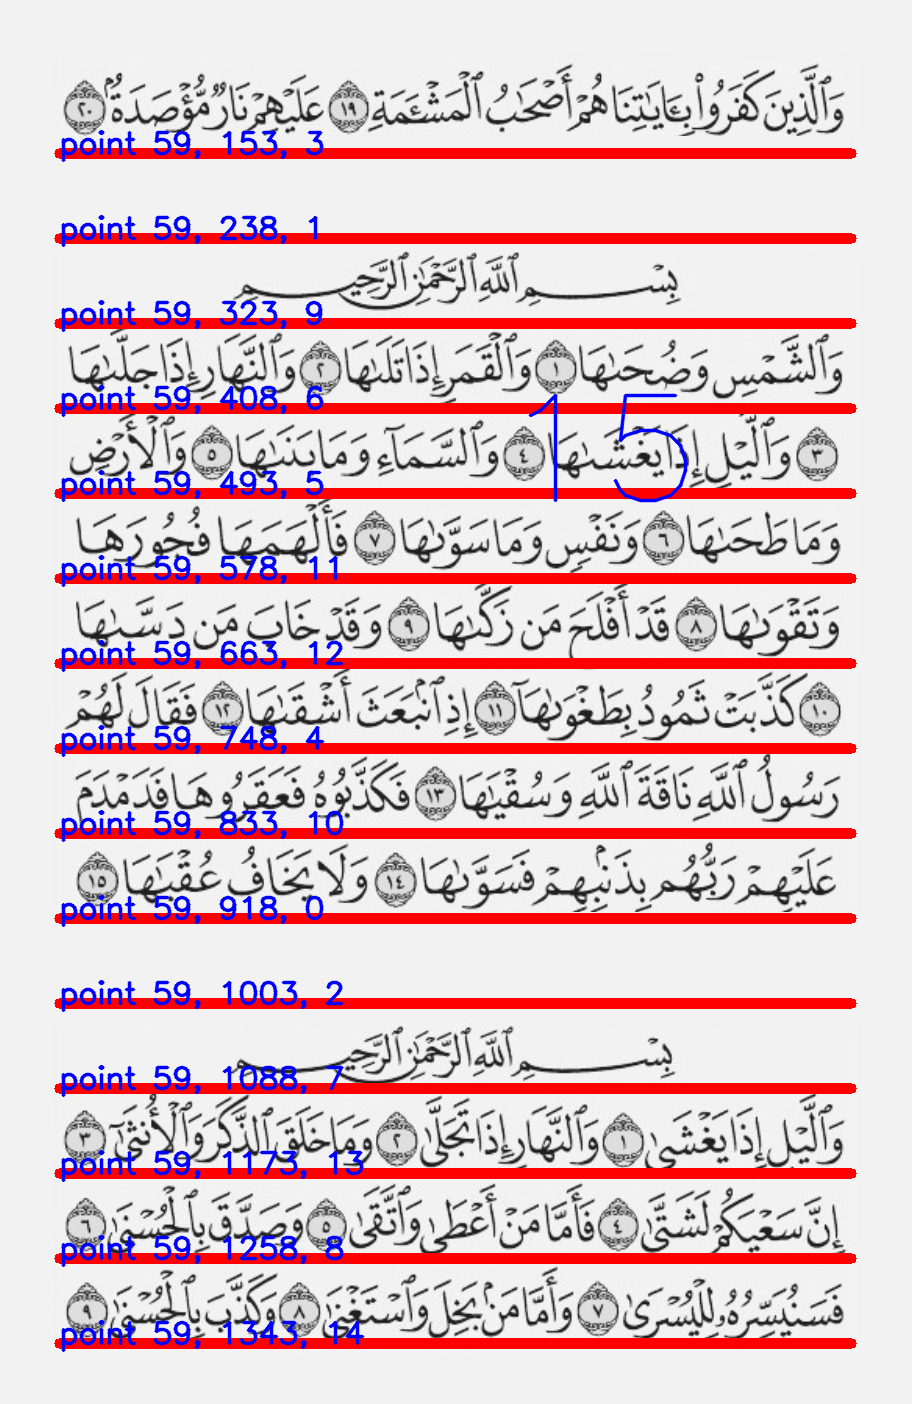 وَٱلَّذِينَ كَفَرُوا۟ بِـَٔايَـٰتِنَا هُمْ أَصْحَـٰبُ ٱلْمَشْـَٔمَةِ ١٩ عَلَيْهِمْ نَارٌ مُّؤْصَدَةٌۢ ٢٠
point 59, 153, 3
point 59, 238, 1
بِسْمِ ٱللَّهِ ٱلرَّحْمَـٰنِ ٱلرَّحِيمِ
point 59, 323, 9
وَٱلشَّمْسِ وَضُحَىٰهَا ١ وَٱلْقَمَرِ إِذَا تَلَىٰهَا ٢ وَٱلنَّهَارِ إِذَا جَلَّىٰهَا
point 59, 408, 6
15
٣ وَٱلَّيْلِ إِذَا يَغْشَىٰهَا ٤ وَٱلسَّمَآءِ وَمَا بَنَىٰهَا ٥ وَٱلْأَرْضِ
point 59, 493, 5
وَمَا طَحَىٰهَا ٦ وَنَفْسٍ وَمَا سَوَّىٰهَا ٧ فَأَلْهَمَهَا فُجُورَهَا
point 59, 578, 11
وَتَقْوَىٰهَا ٨ قَدْ أَفْلَحَ مَن زَكَّىٰهَا ٩ وَقَدْ خَابَ مَن دَسَّىٰهَا
point 59, 663, 12
١٠ كَذَّبَتْ ثَمُودُ بِطَغْوَىٰهَآ ١١ إِذِ ٱنۢبَعَثَ أَشْقَىٰهَا ١٢ فَقَالَ لَهُمْ
point 59, 748, 4
رَسُولُ ٱللَّهِ نَاقَةَ ٱللَّهِ وَسُقْيَـٰهَا ١٣ فَكَذَّبُوهُ فَعَقَرُوهَا فَدَمْدَمَ
point 59, 833, 10
عَلَيْهِمْ رَبُّهُم بِذَنۢبِهِمْ فَسَوَّىٰهَا ١٤ وَلَا يَخَافُ عُقْبَـٰهَا ١٥
point 59, 918, 0
point 59, 1003, 2
بِسْمِ ٱللَّهِ ٱلرَّحْمَـٰنِ ٱلرَّحِيمِ
point 59, 1088, 7
وَٱلَّيْلِ إِذَا يَغْشَىٰ ١ وَٱلنَّهَارِ إِذَا تَجَلَّىٰ ٢ وَمَا خَلَقَ ٱلذَّكَرَ وَٱلْأُنثَىٰٓ ٣
point 59, 1173, 13
إِنَّ سَعْيَكُمْ لَشَتَّىٰ ٤ فَأَمَّا مَنْ أَعْطَىٰ وَٱتَّقَىٰ ٥ وَصَدَّقَ بِٱلْحُسْنَىٰ ٦
point 59, 1258, 8
فَسَنُيَسِّرُهُۥ لِلْيُسْرَىٰ ٧ وَأَمَّا مَنۢ بَخِلَ وَٱسْتَغْنَىٰ ٨ وَكَذَّبَ بِٱلْحُسْنَىٰ ٩
point 59, 1343, 14